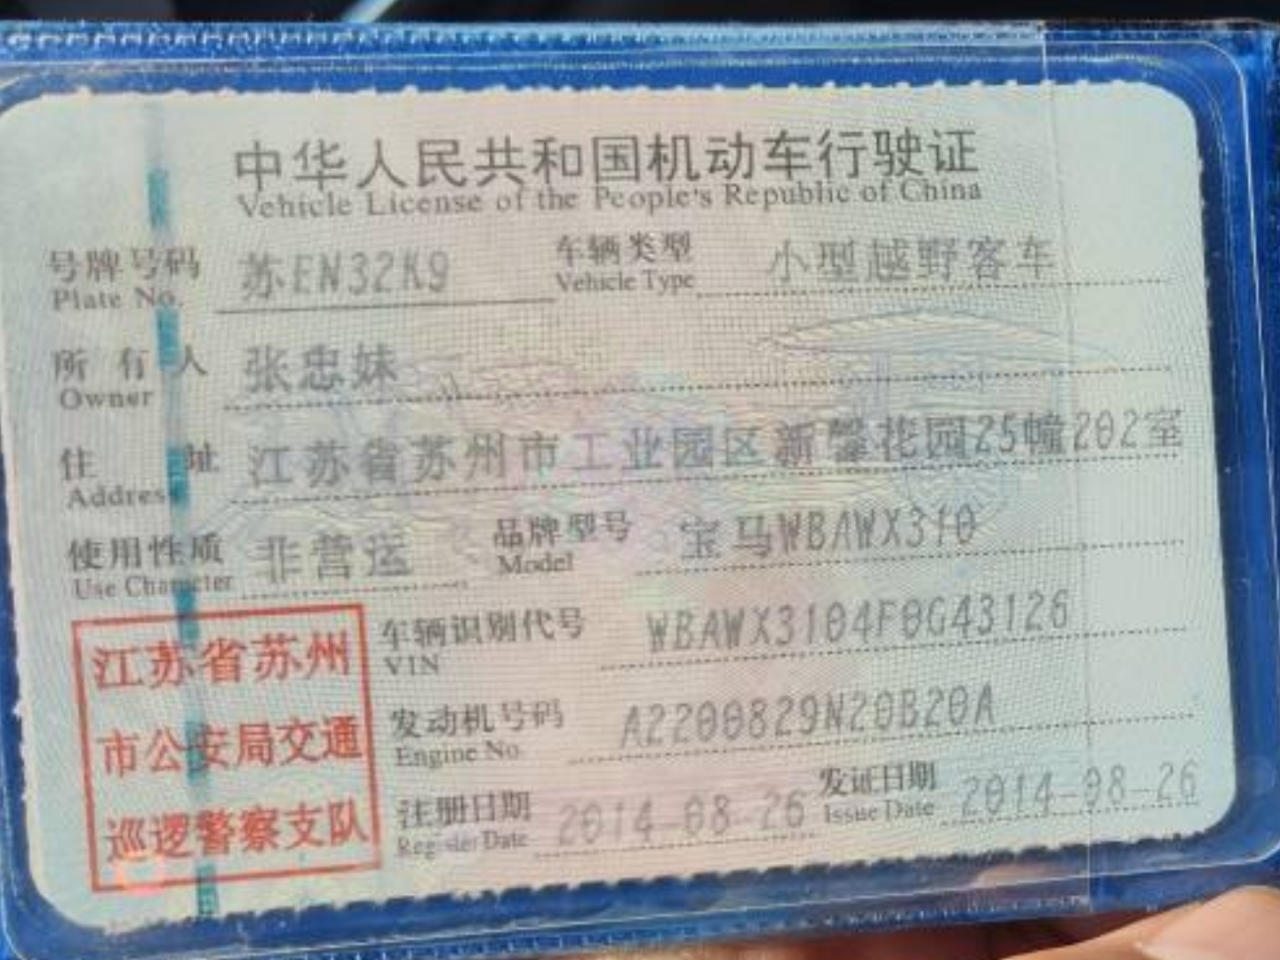 中华人民共和国机动车行驶证
Vehicle License of the People's Republic of China
号牌号码 苏EN32K9 车辆类型 小型越野客车
Plate No. Vehicle Type
所有人 张忠妹
Owner
住址 江苏省苏州市工业园区新馨花园25幢202室
Address
使用性质 非营运 品牌型号 宝马WBAWX310
Use Character Model
江苏省苏州
市公安局交通
巡逻警察支队
车辆识别代号 WBAWX3104F0G43126
VIN
发动机号码 A2200829N20B20A
Engine No.
注册日期 2014-08-26 发证日期 2014-08-26
Register Date Issue Date